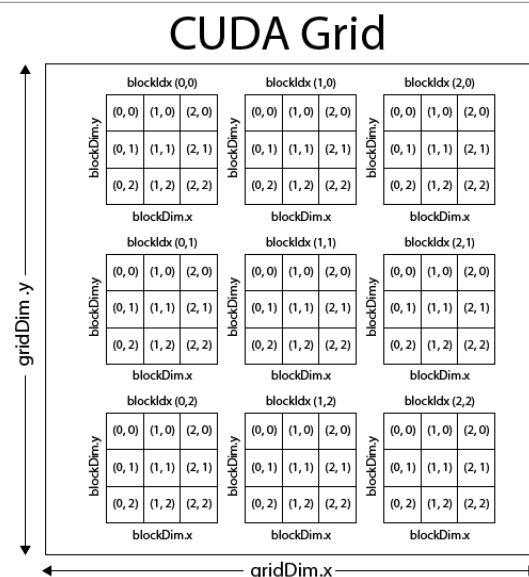 CUDA Grid
blockIdx (0,0) blockIdx (1,0) blockIdx (2,0)
blockDim.y (0, 0) (1, 0) (2, 0) blockDim.y (0, 0) (1, 0) (2, 0) blockDim.y (0, 0) (1, 0) (2, 0)
(0, 1) (1, 1) (2, 1) (0, 1) (1, 1) (2, 1) (0, 1) (1, 1) (2, 1)
(0, 2) (1, 2) (2, 2) (0, 2) (1, 2) (2, 2) (0, 2) (1, 2) (2, 2)
blockDim.x blockDim.x blockDim.x
gridDim .y
blockIdx (0,1) blockIdx (1,1) blockIdx (2,1)
blockDim.y (0, 0) (1, 0) (2, 0) blockDim.y (0, 0) (1, 0) (2, 0) blockDim.y (0, 0) (1, 0) (2, 0)
(0, 1) (1, 1) (2, 1) (0, 1) (1, 1) (2, 1) (0, 1) (1, 1) (2, 1)
(0, 2) (1, 2) (2, 2) (0, 2) (1, 2) (2, 2) (0, 2) (1, 2) (2, 2)
blockDim.x blockDim.x blockDim.x
blockIdx (0,2) blockIdx (1,2) blockIdx (2,2)
blockDim.y (0, 0) (1, 0) (2, 0) blockDim.y (0, 0) (1, 0) (2, 0) blockDim.y (0, 0) (1, 0) (2, 0)
(0, 1) (1, 1) (2, 1) (0, 1) (1, 1) (2, 1) (0, 1) (1, 1) (2, 1)
(0, 2) (1, 2) (2, 2) (0, 2) (1, 2) (2, 2) (0, 2) (1, 2) (2, 2)
blockDim.x blockDim.x blockDim.x
gridDim.x